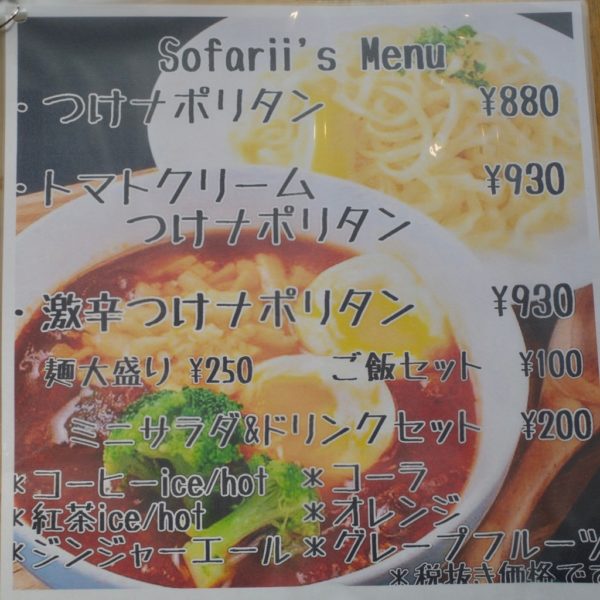 Sofarii's Menu
・つけナポリタン ¥880
・トマトクリーム ¥930
つけナポリタン
・激辛つけナポリタン ¥930
麺大盛り ¥250 ご飯セット ¥100
ミニサラダ&ドリンクセット ¥200
＊コーヒーice/hot ＊コーラ
＊紅茶ice/hot ＊オレンジ
＊ジンジャーエール ＊グレープフルーツ
＊税抜き価格で